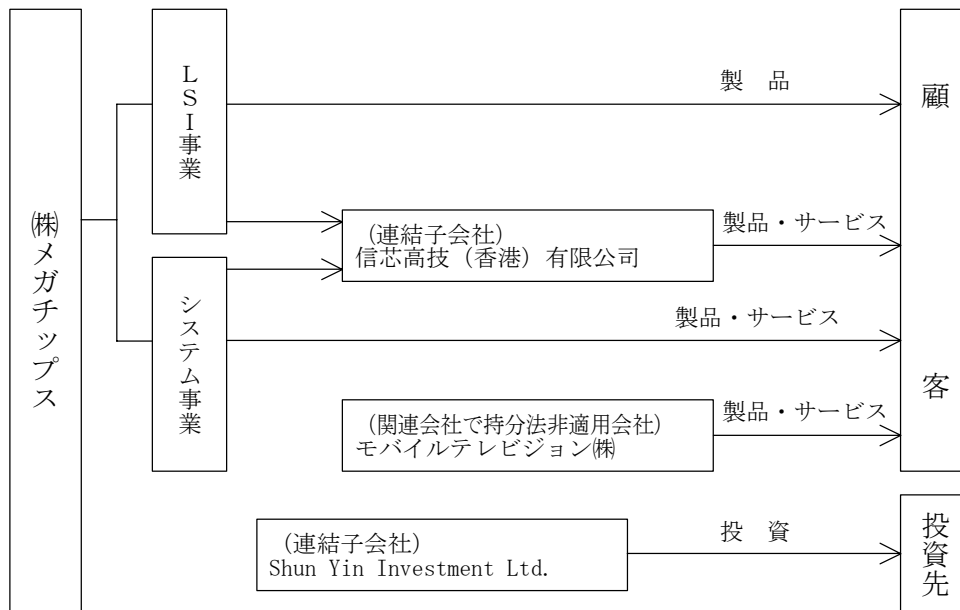 ㈱メガチップス
LSI事業
製 品
顧客
(連結子会社)
信芯高技(香港)有限公司
製品・サービス
システム事業
製品・サービス
(関連会社で持分法非適用会社)
モバイルテレビジョン㈱
製品・サービス
(連結子会社)
Shun Yin Investment Ltd.
投 資
投資先